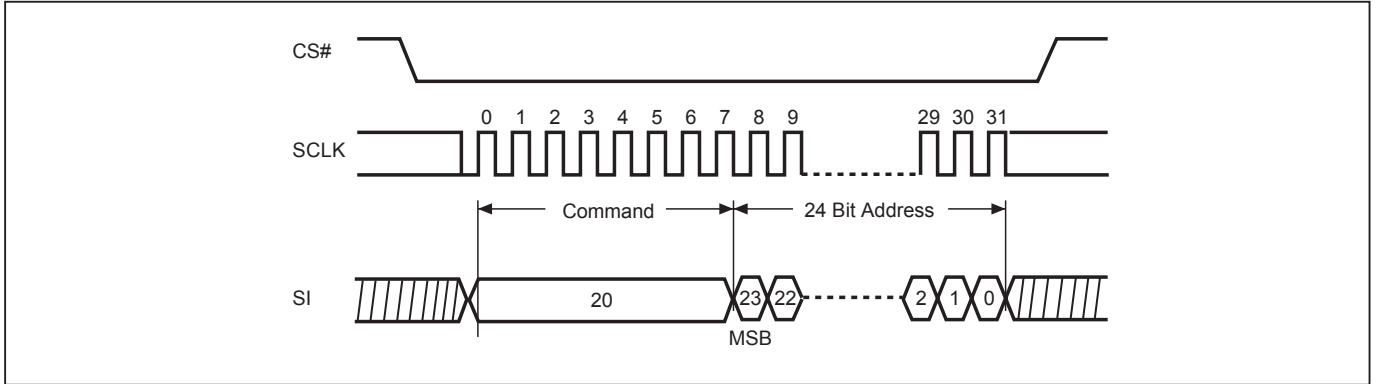 CS#
0 1 2 3 4 5 6 7 8 9 29 30 31
SCLK
Command 24 Bit Address
SI 20 23 22 2 1 0
MSB